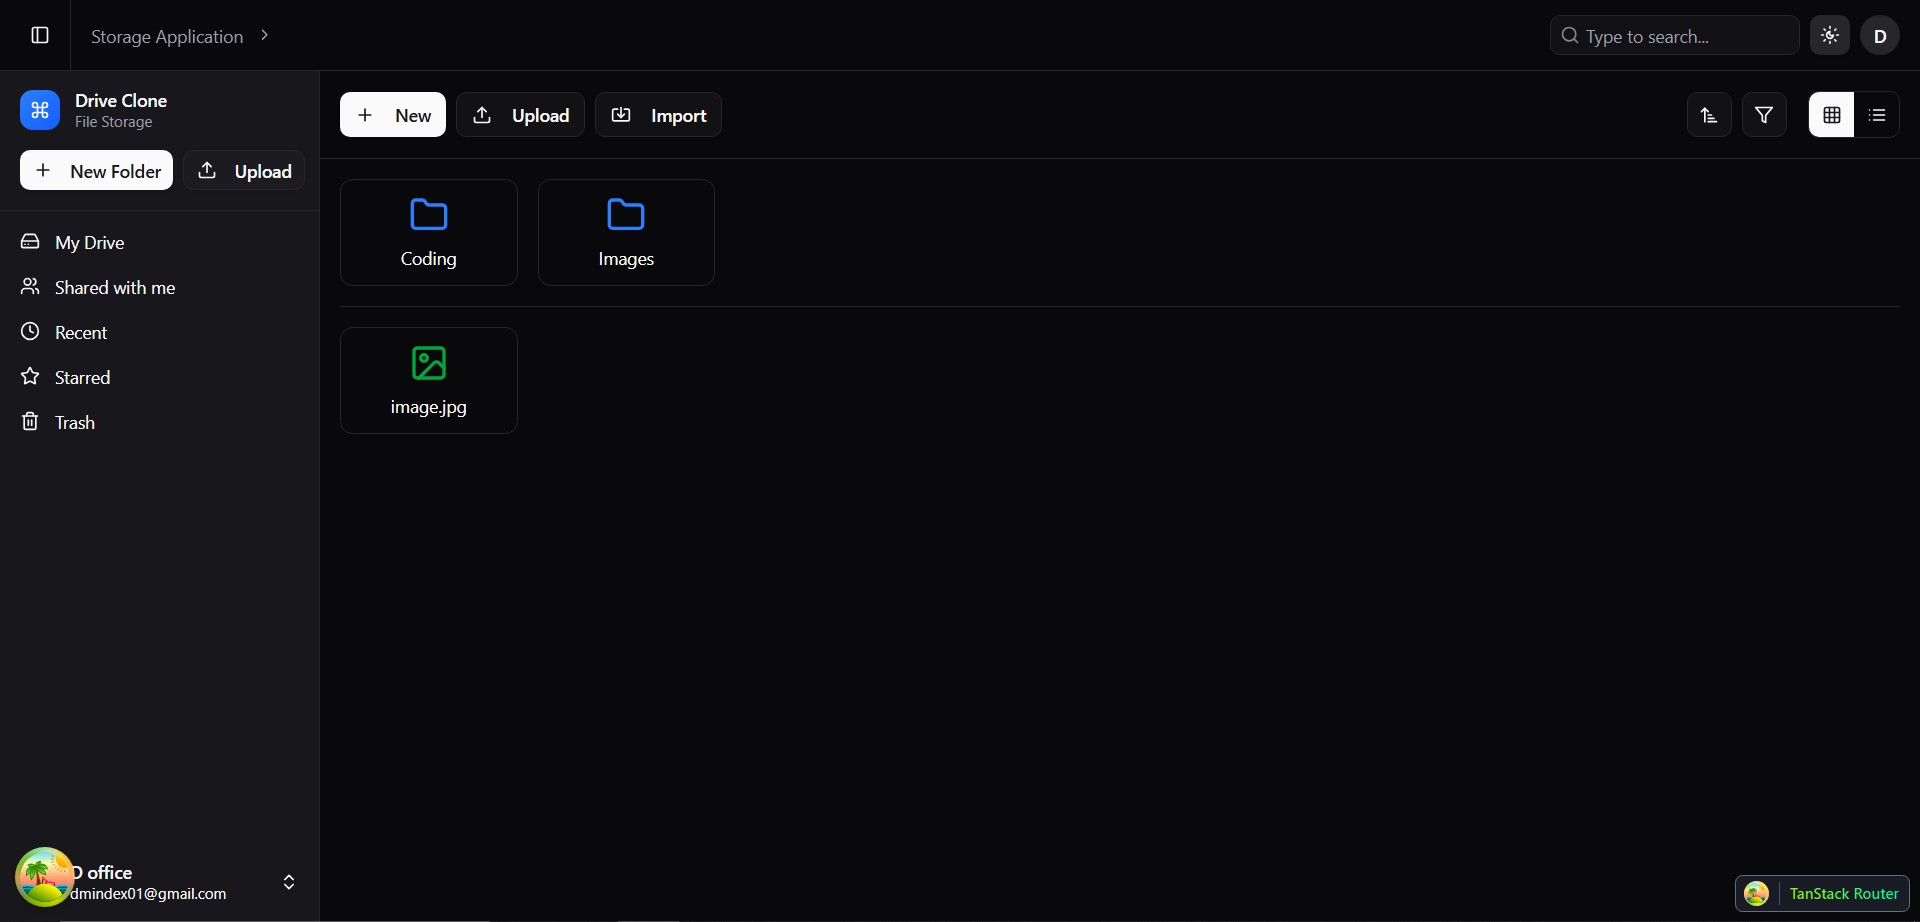 Storage Application
Type to search...
D
Drive Clone
File Storage
New Folder
Upload
My Drive
Shared with me
Recent
Starred
Trash
D office
dmindex01@gmail.com
New
Upload
Import
Coding
Images
image.jpg
TanStack Router